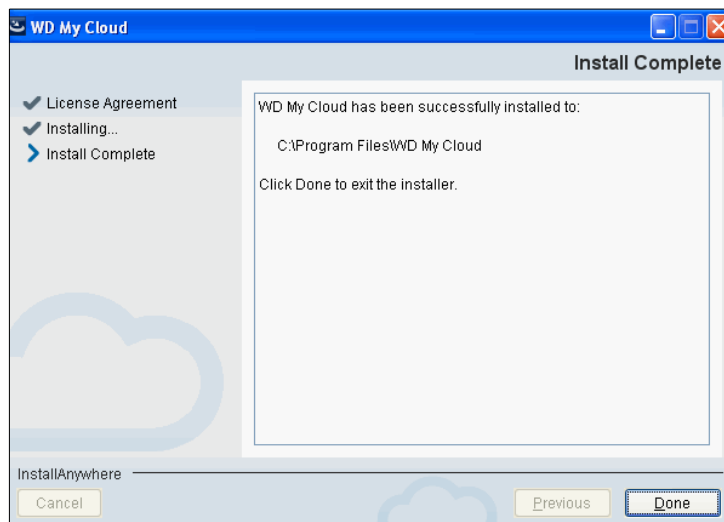 WD My Cloud
Install Complete
License Agreement
Installing...
Install Complete
WD My Cloud has been successfully installed to:
C:\Program Files\WD My Cloud
Click Done to exit the installer.
InstallAnywhere
Cancel
Previous
Done